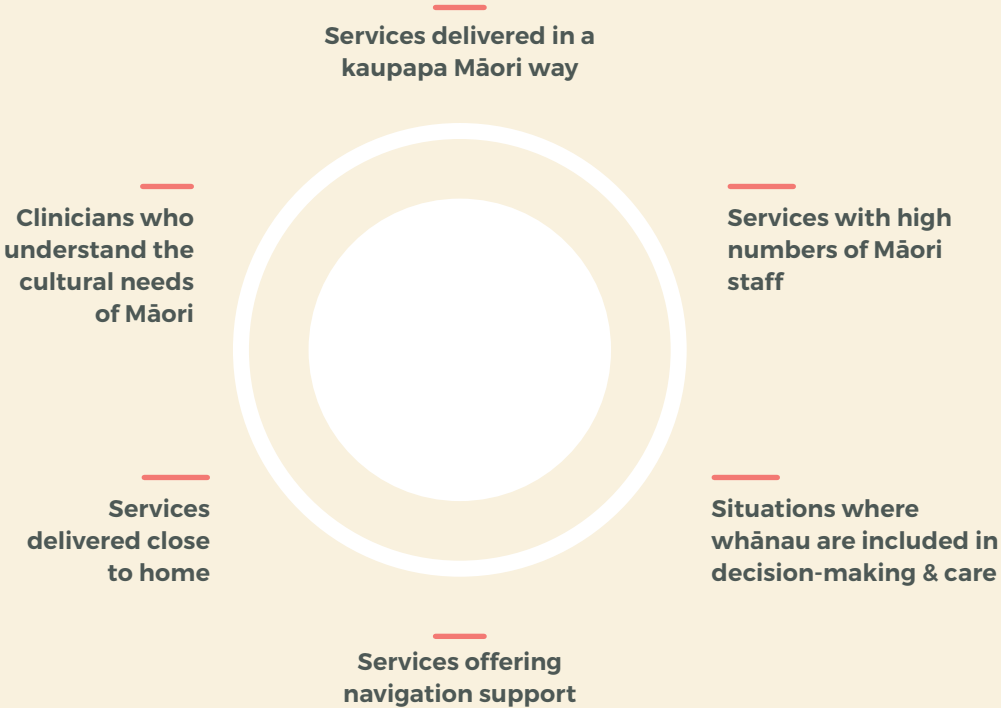 Services delivered in a
kaupapa Māori way
Clinicians who
understand the
cultural needs
of Māori
Services with high
numbers of Māori
staff
Services
delivered close
to home
Situations where
whānau are included in
decision-making & care
Services offering
navigation support